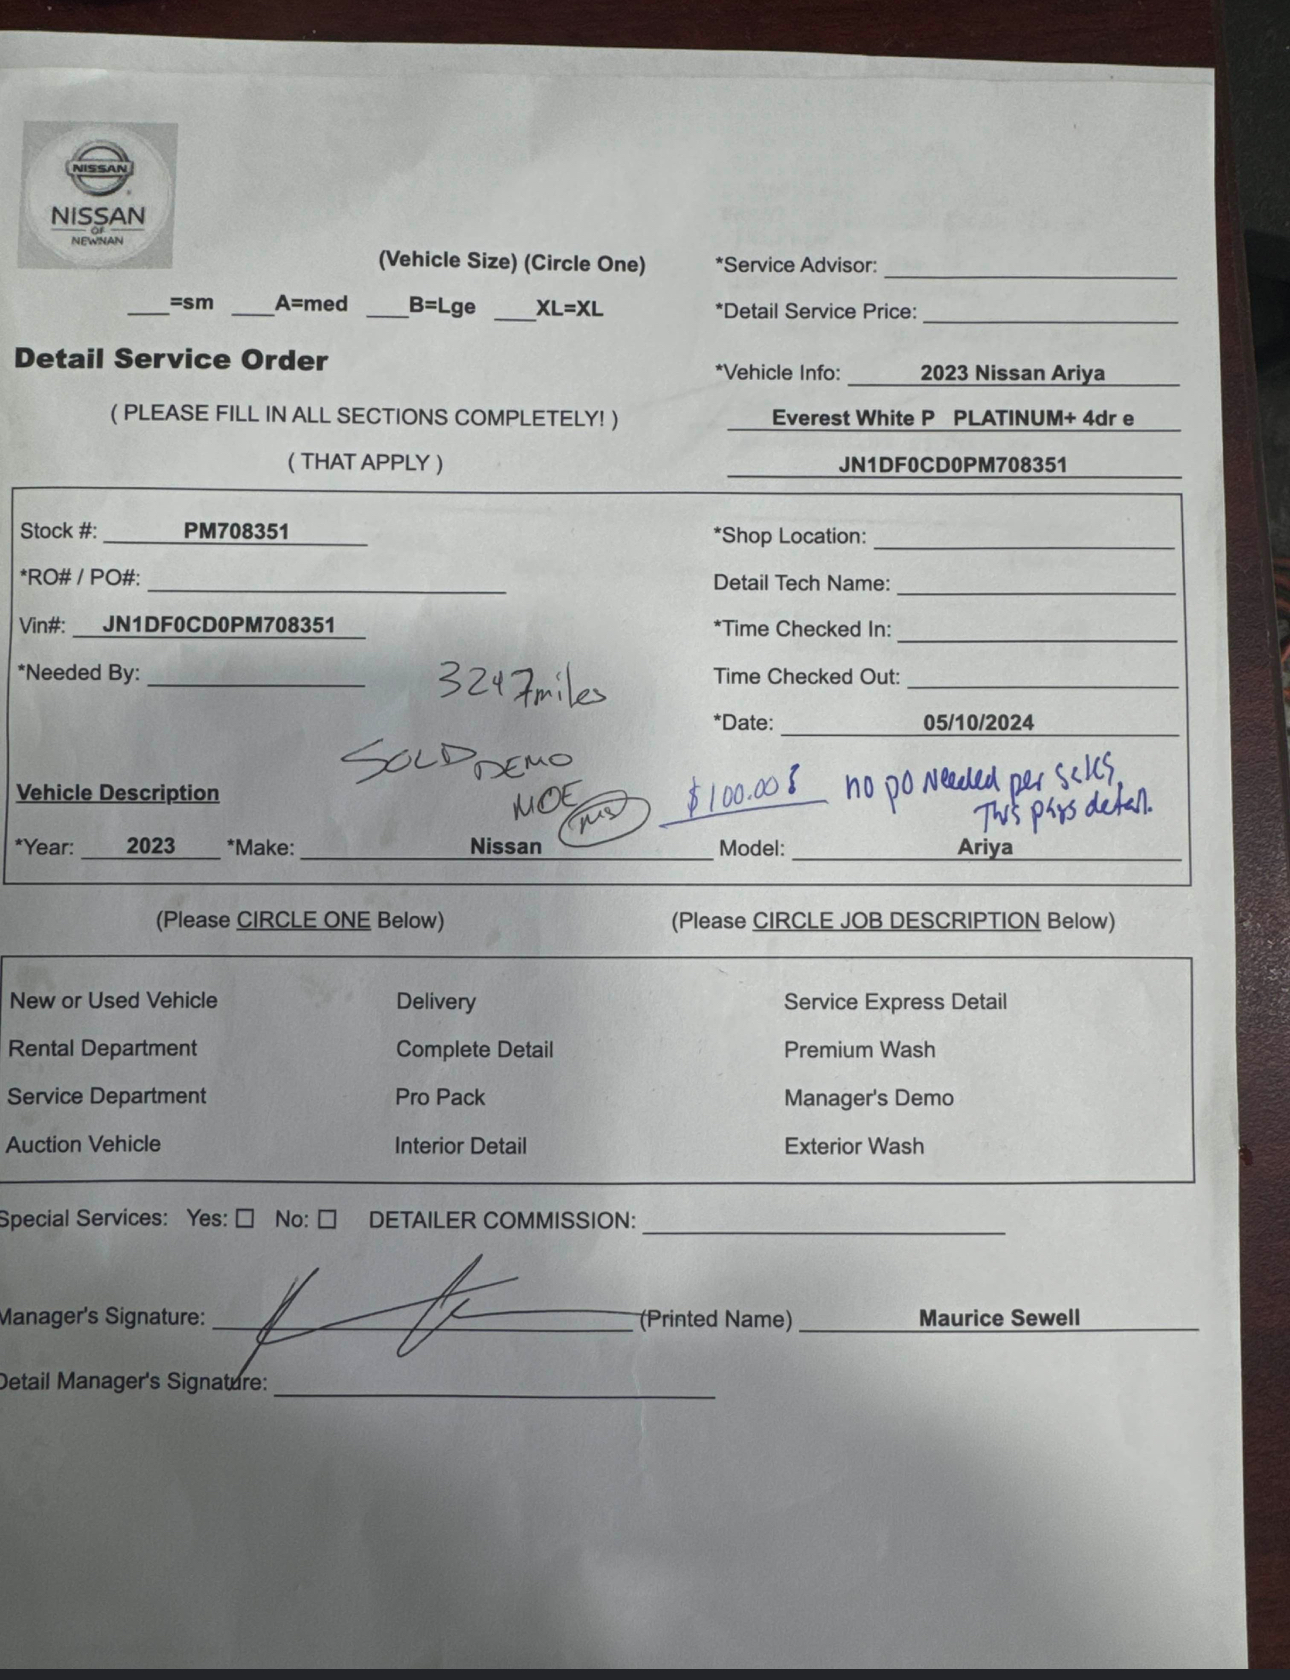 NISSAN
NISSAN
OF
NEWNAN
(Vehicle Size) (Circle One)
___=sm ___A=med ___B=Lge ___XL=XL
*Service Advisor:
*Detail Service Price:
Detail Service Order
*Vehicle Info: 2023 Nissan Ariya
( PLEASE FILL IN ALL SECTIONS COMPLETELY! )
Everest White P PLATINUM+ 4dr e
( THAT APPLY )
JN1DF0CD0PM708351
Stock #: PM708351
*Shop Location:
*RO# / PO#:
Detail Tech Name:
Vin#: JN1DF0CD0PM708351
*Time Checked In:
*Needed By:
3247miles
Time Checked Out:
*Date: 05/10/2024
SOLD DEMO
MOE
MS
$100.00
no po Needed per Sales,
This pays detail.
Vehicle Description
*Year: 2023 *Make: Nissan Model: Ariya
(Please CIRCLE ONE Below) (Please CIRCLE JOB DESCRIPTION Below)
New or Used Vehicle Delivery Service Express Detail
Rental Department Complete Detail Premium Wash
Service Department Pro Pack Manager's Demo
Auction Vehicle Interior Detail Exterior Wash
Special Services: Yes: ☐ No: ☐ DETAILER COMMISSION:
Manager's Signature: (Printed Name) Maurice Sewell
Detail Manager's Signature: